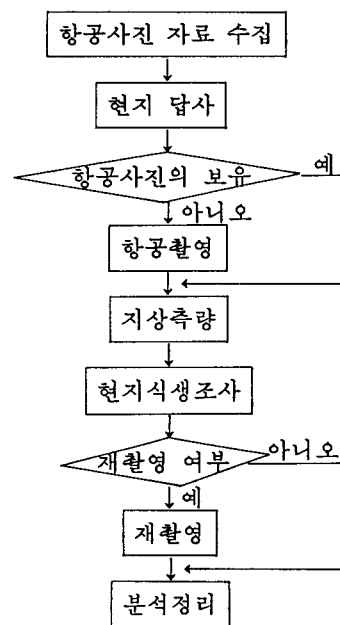 항공사진 자료 수집
현지 답사
항공사진의 보유
예
아니오
항공촬영
지상측량
현지식생조사
재촬영 여부
아니오
예
재촬영
분석정리